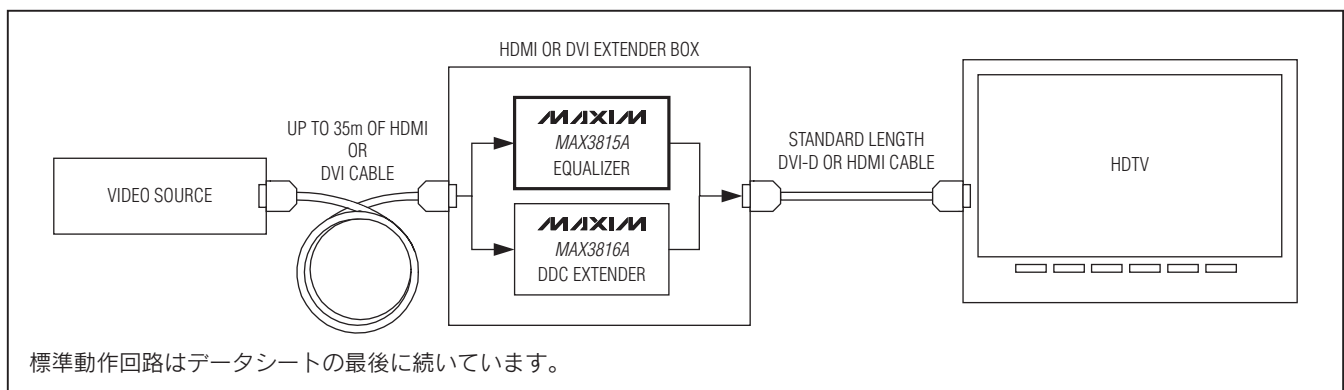 HDMI OR DVI EXTENDER BOX
VIDEO SOURCE
UP TO 35m OF HDMI
OR
DVI CABLE
MAXIM
MAX3815A
EQUALIZER
MAXIM
MAX3816A
DDC EXTENDER
STANDARD LENGTH
DVI-D OR HDMI CABLE
HDTV
標準動作回路はデータシートの最後に続いています。